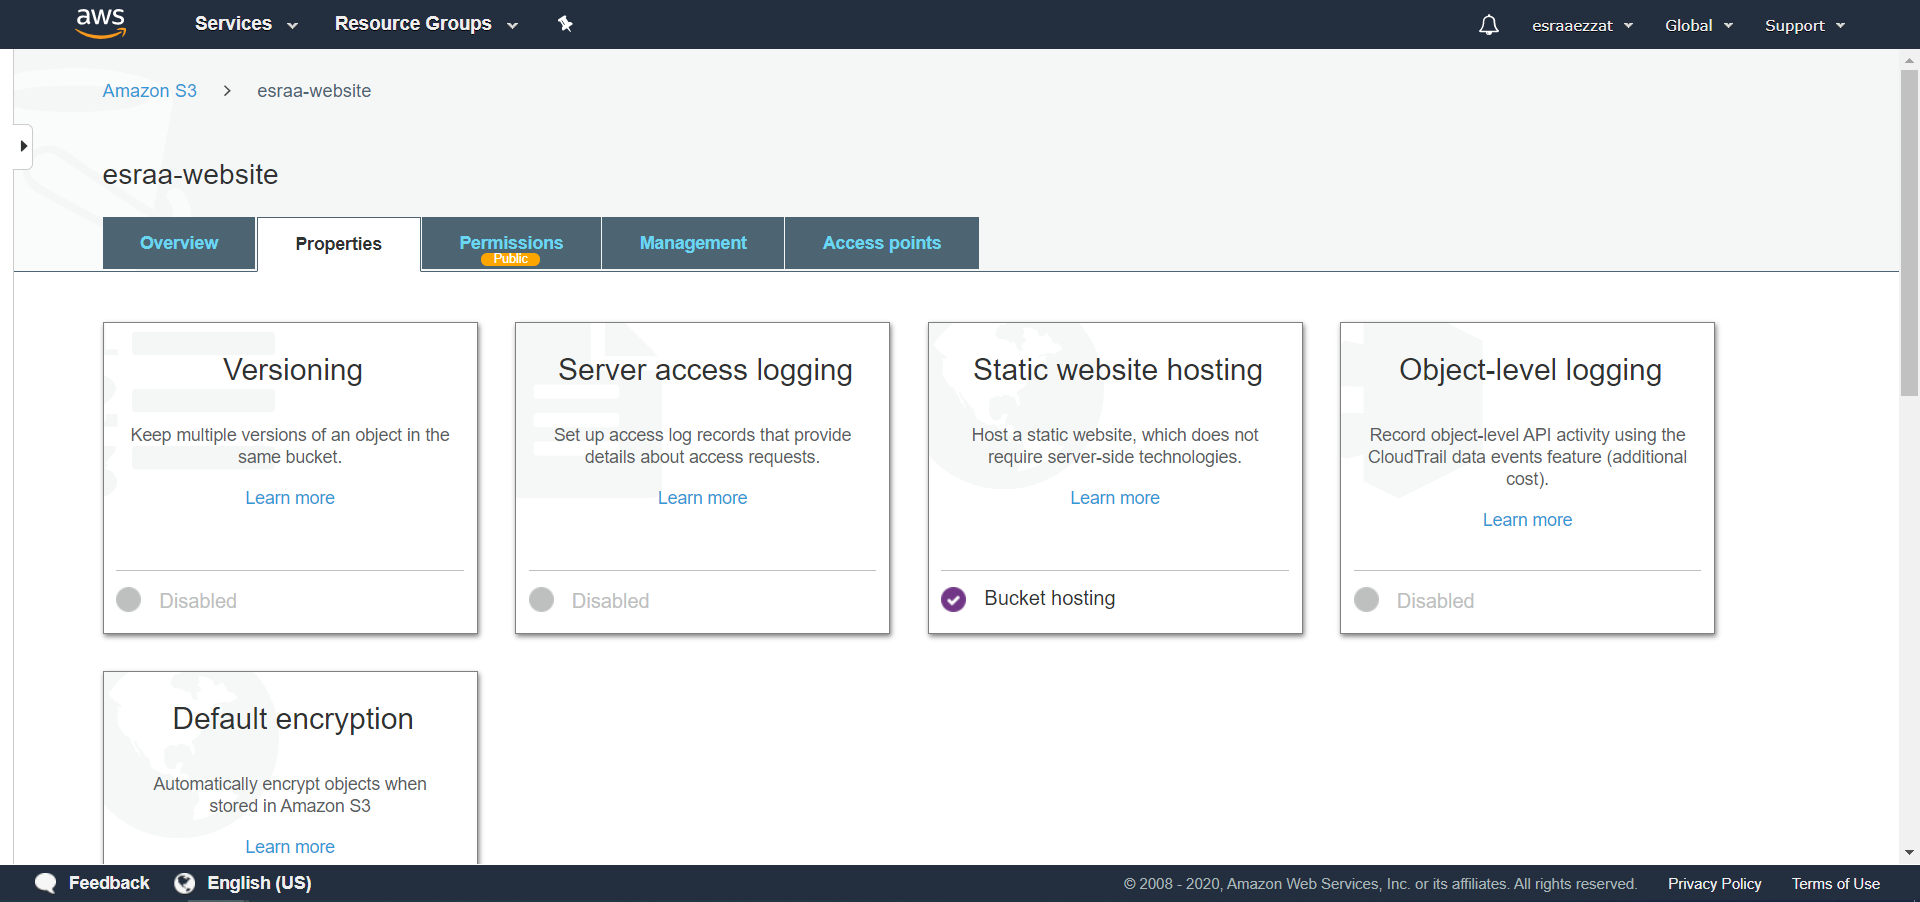 aws Services Resource Groups esraaezzat Global Support
Amazon S3 > esraa-website
esraa-website
Overview Properties Permissions Management Access points
Public
Versioning
Keep multiple versions of an object in the
same bucket.
Learn more
Disabled
Server access logging
Set up access log records that provide
details about access requests.
Learn more
Disabled
Static website hosting
Host a static website, which does not
require server-side technologies.
Learn more
Bucket hosting
Object-level logging
Record object-level API activity using the
CloudTrail data events feature (additional
cost).
Learn more
Disabled
Default encryption
Automatically encrypt objects when
stored in Amazon S3
Learn more
Feedback English (US) © 2008 - 2020, Amazon Web Services, Inc. or its affiliates. All rights reserved. Privacy Policy Terms of Use